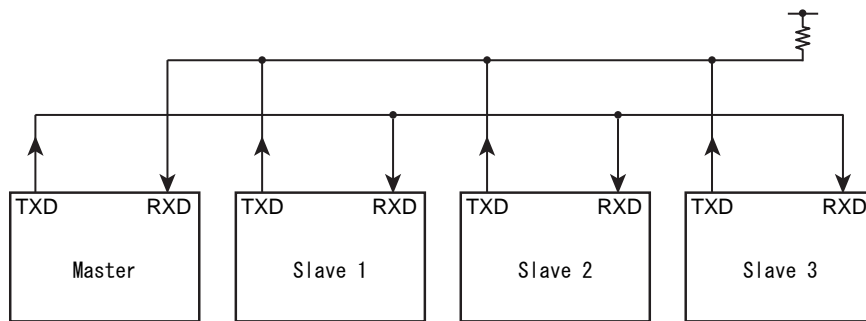 TXD RXD TXD RXD TXD RXD TXD RXD
Master Slave 1 Slave 2 Slave 3